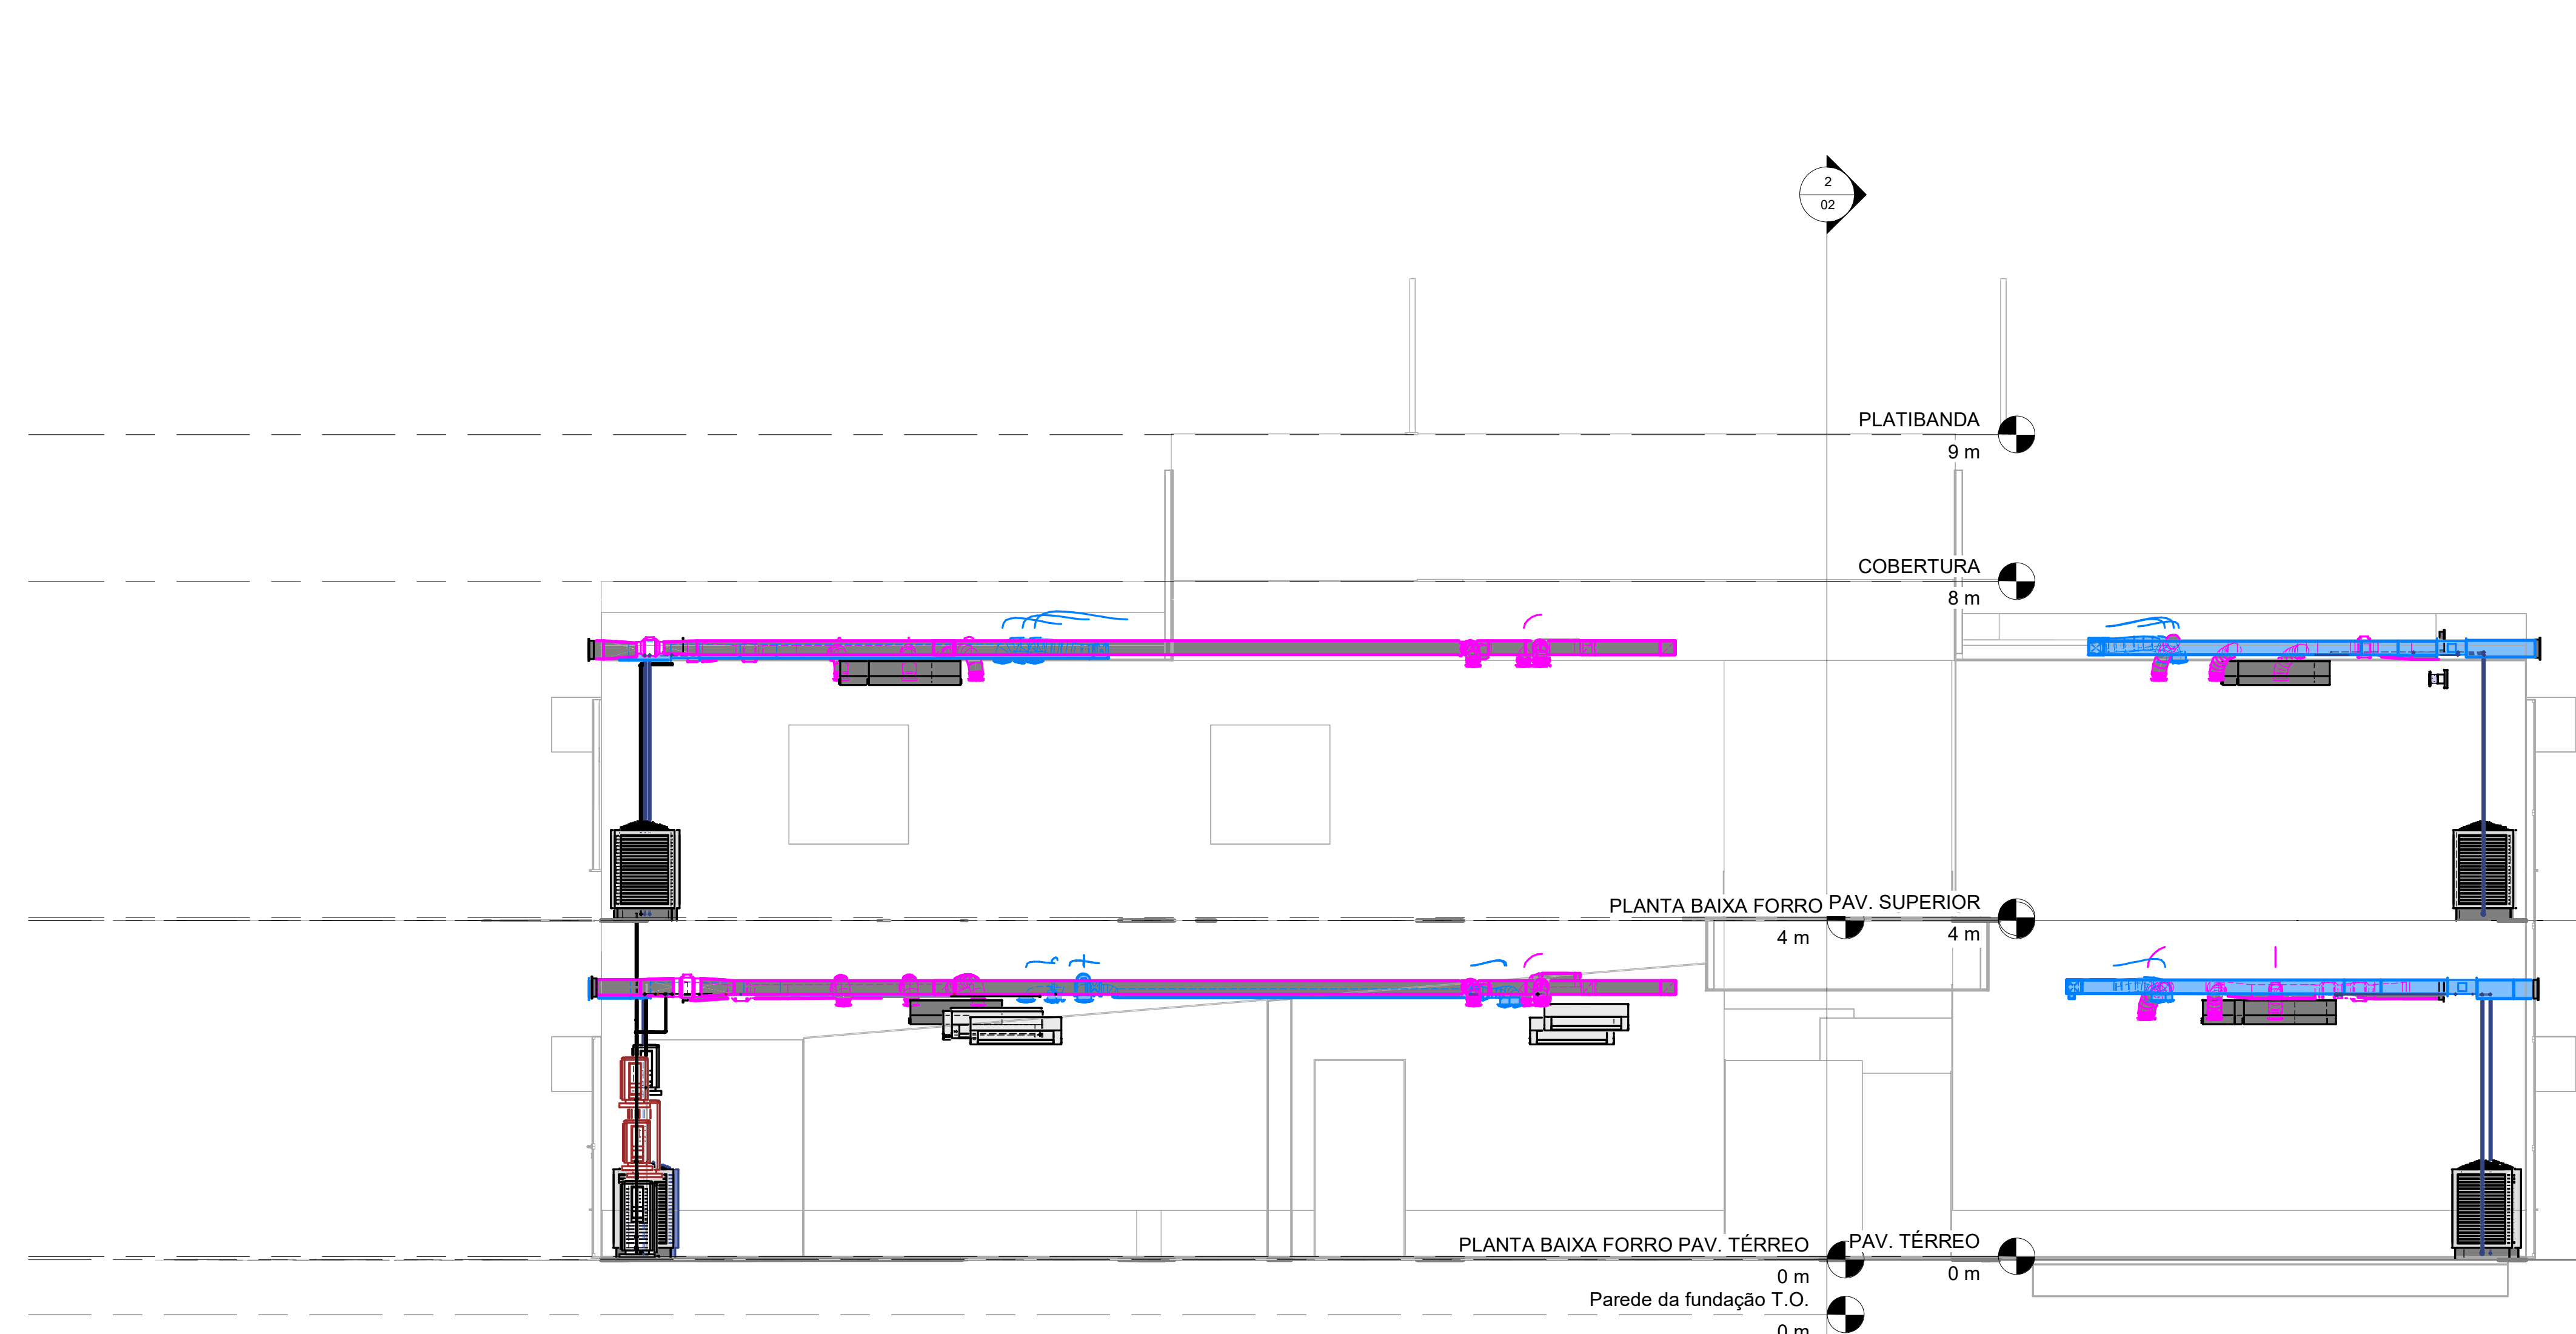 2
02
PLATIBANDA
9 m
COBERTURA
8 m
PLANTA BAIXA FORRO PAV. SUPERIOR
4 m
4 m
PLANTA BAIXA FORRO PAV. TÉRREO
PAV. TÉRREO
0 m
0 m
Parede da fundação T.O.
0 m